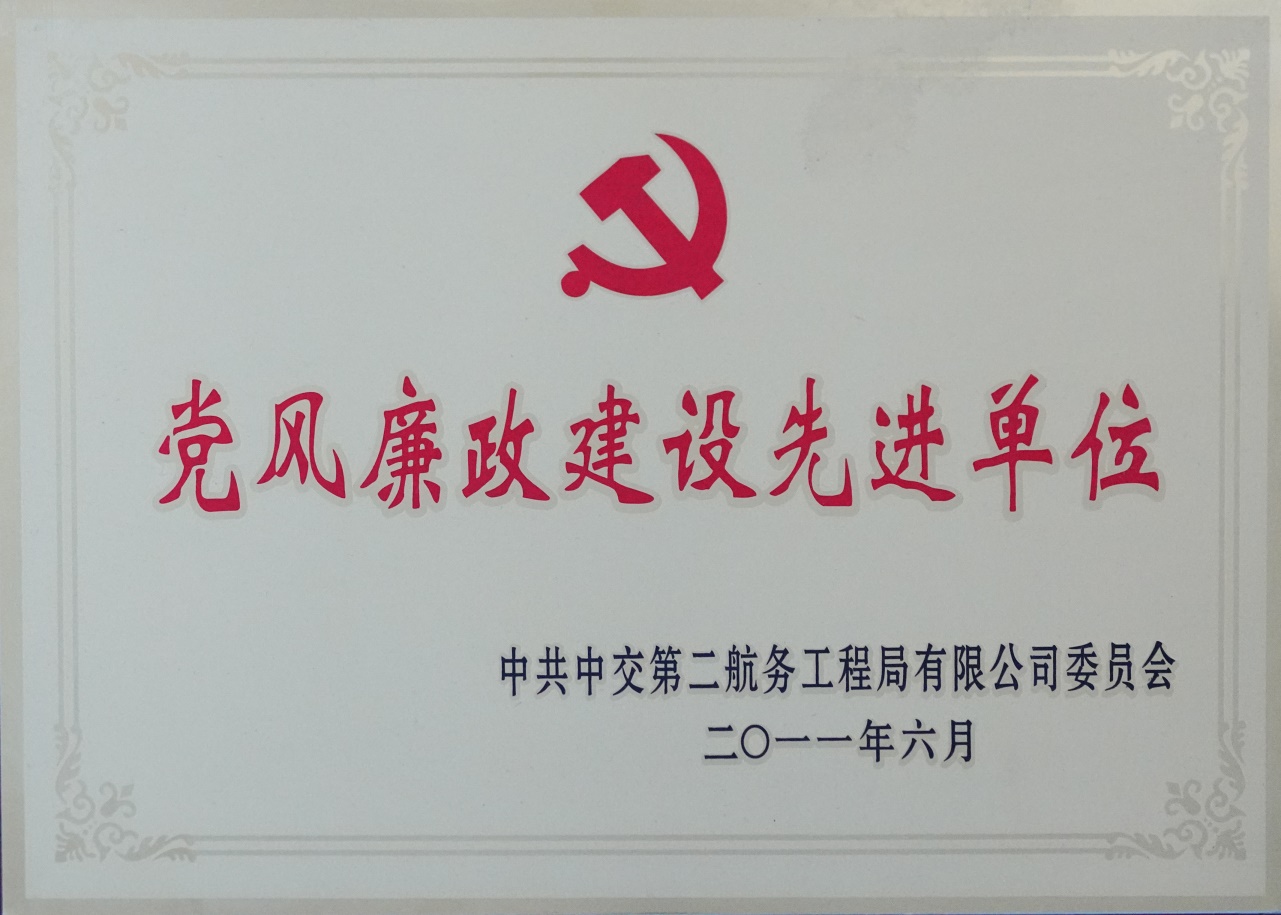 党风廉政建设先进单位
中共中交第二航务工程局有限公司委员会
二〇一一年六月